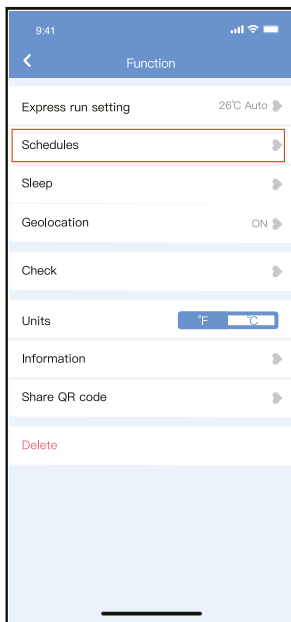 9:41
Function
Express run setting 26℃ Auto
Schedules
Sleep
Geolocation ON
Check
Units °F ℃
Information
Share QR code
Delete